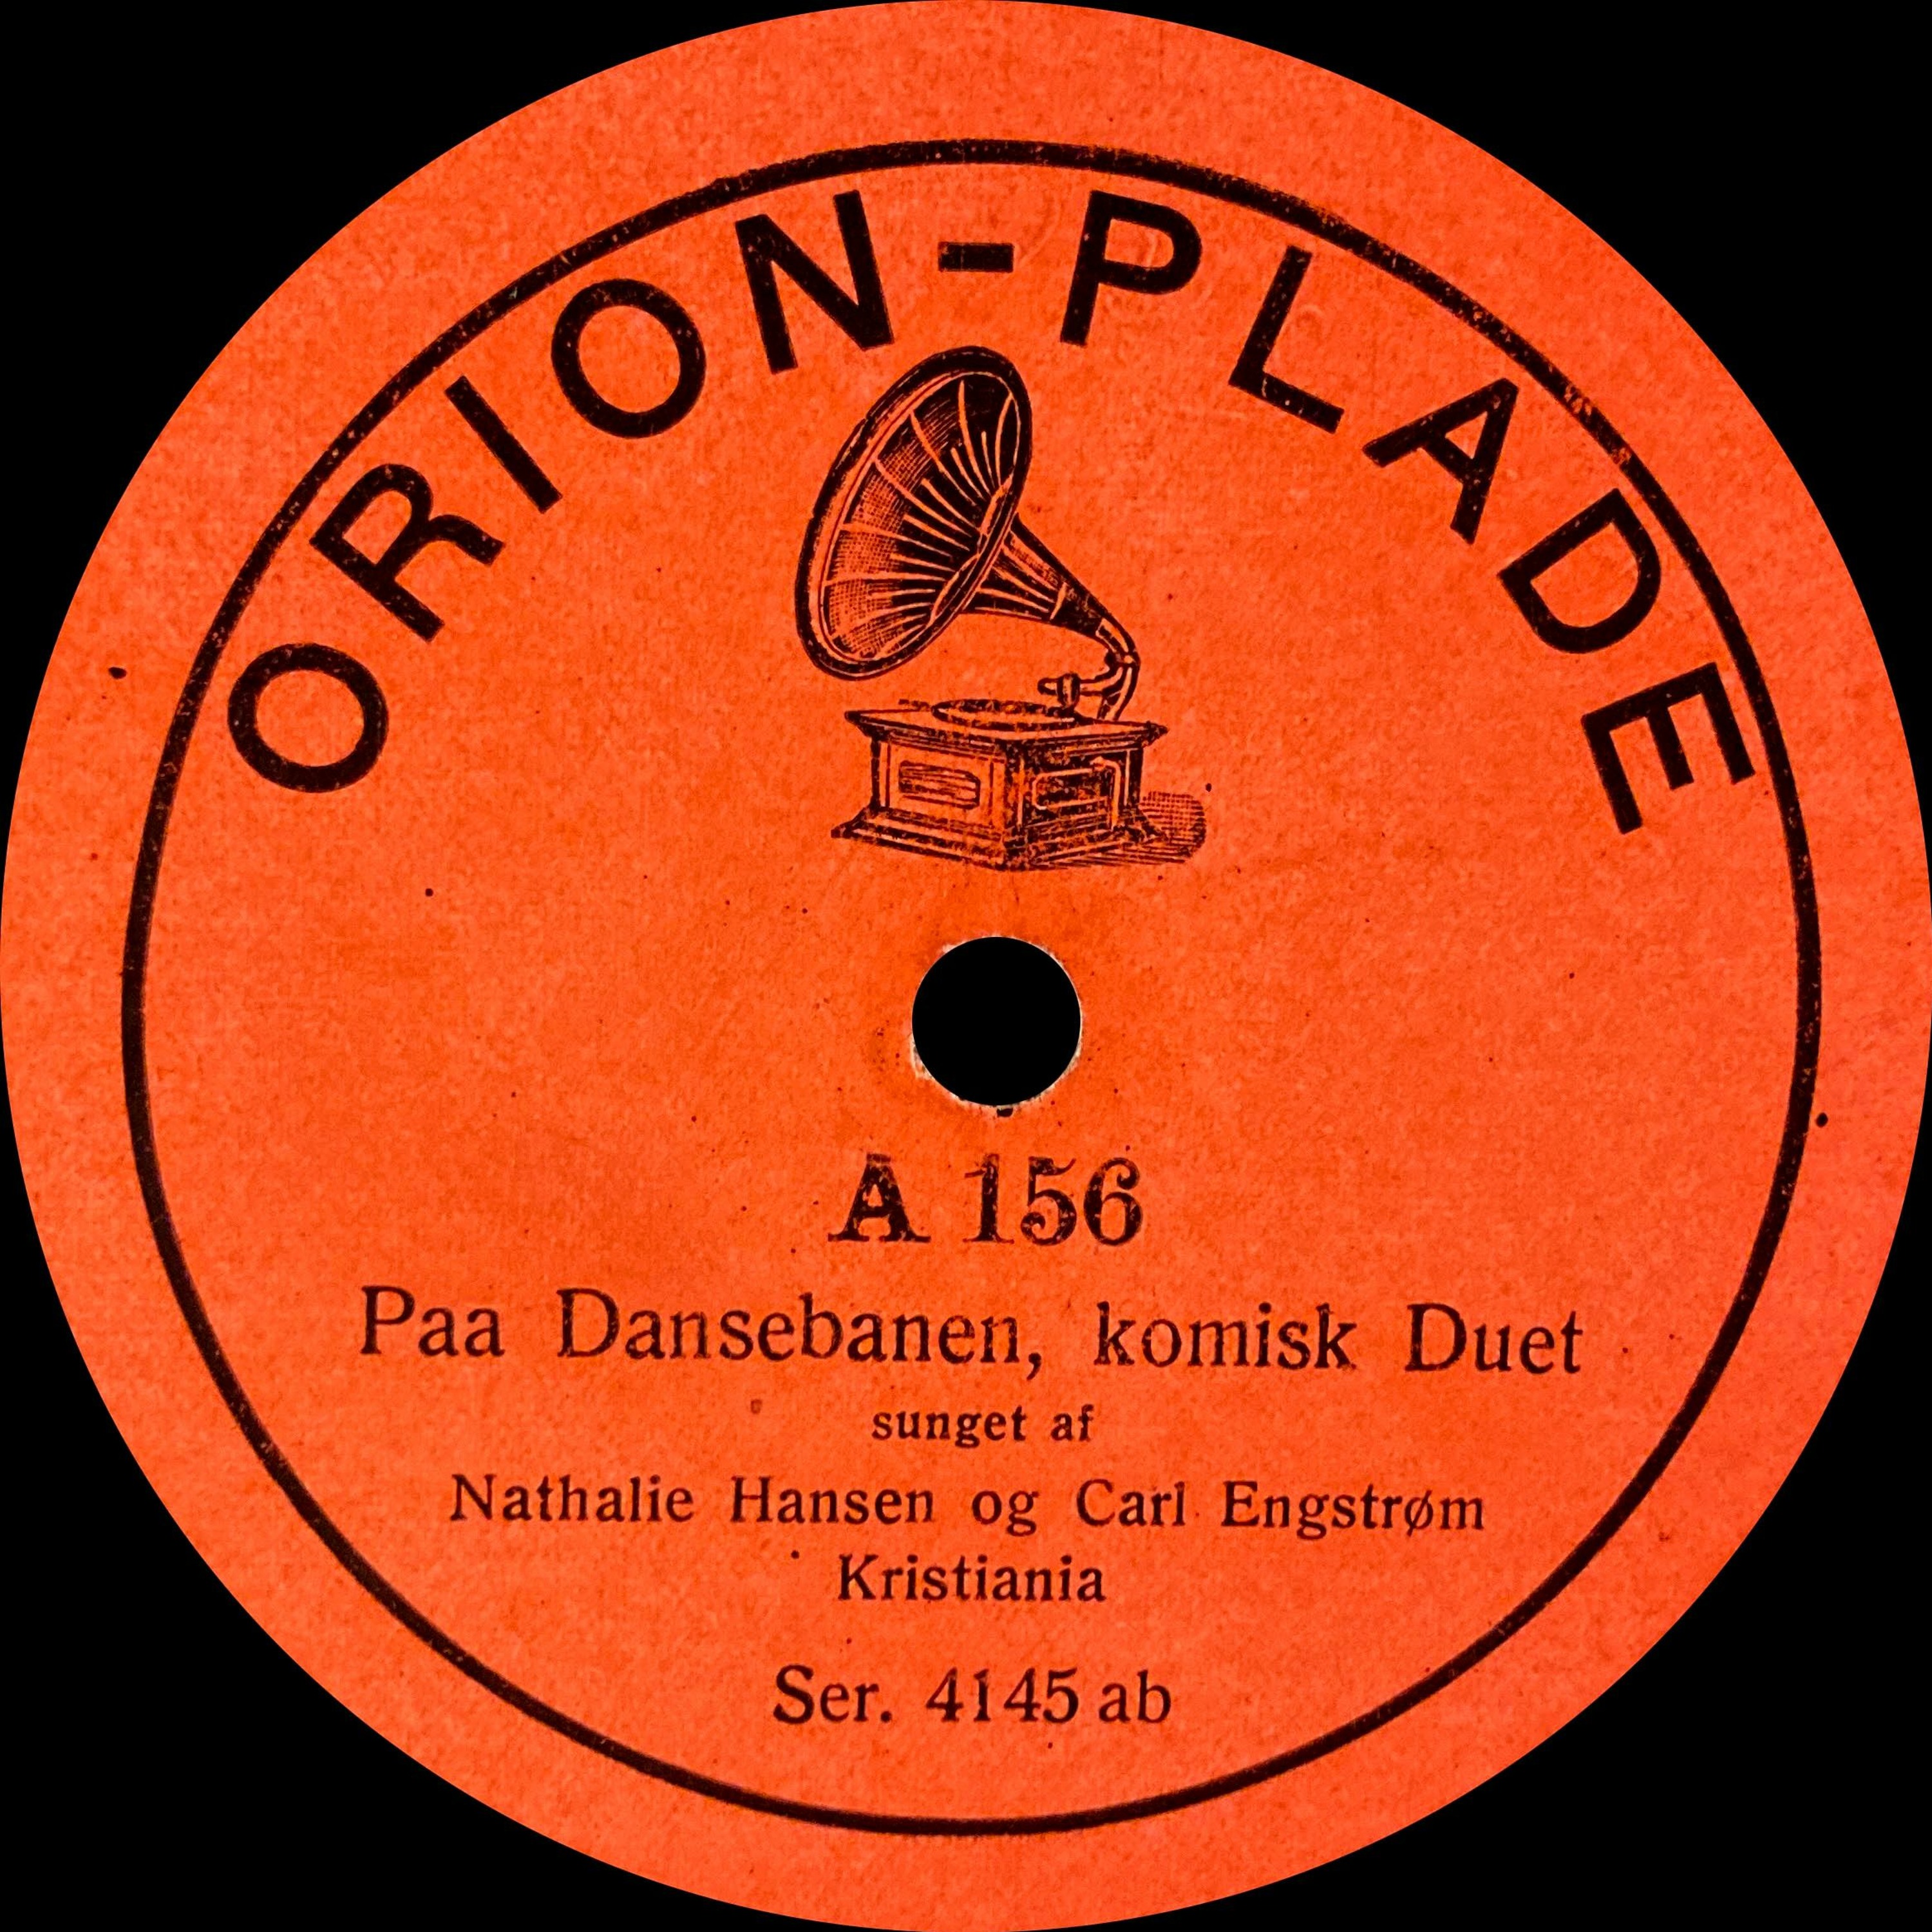 ORION-PLADE
A 156
Paa Dansebanen, komisk Duet
sunget af
Nathalie Hansen og Carl Engstrøm
Kristiania
Ser. 4145 ab